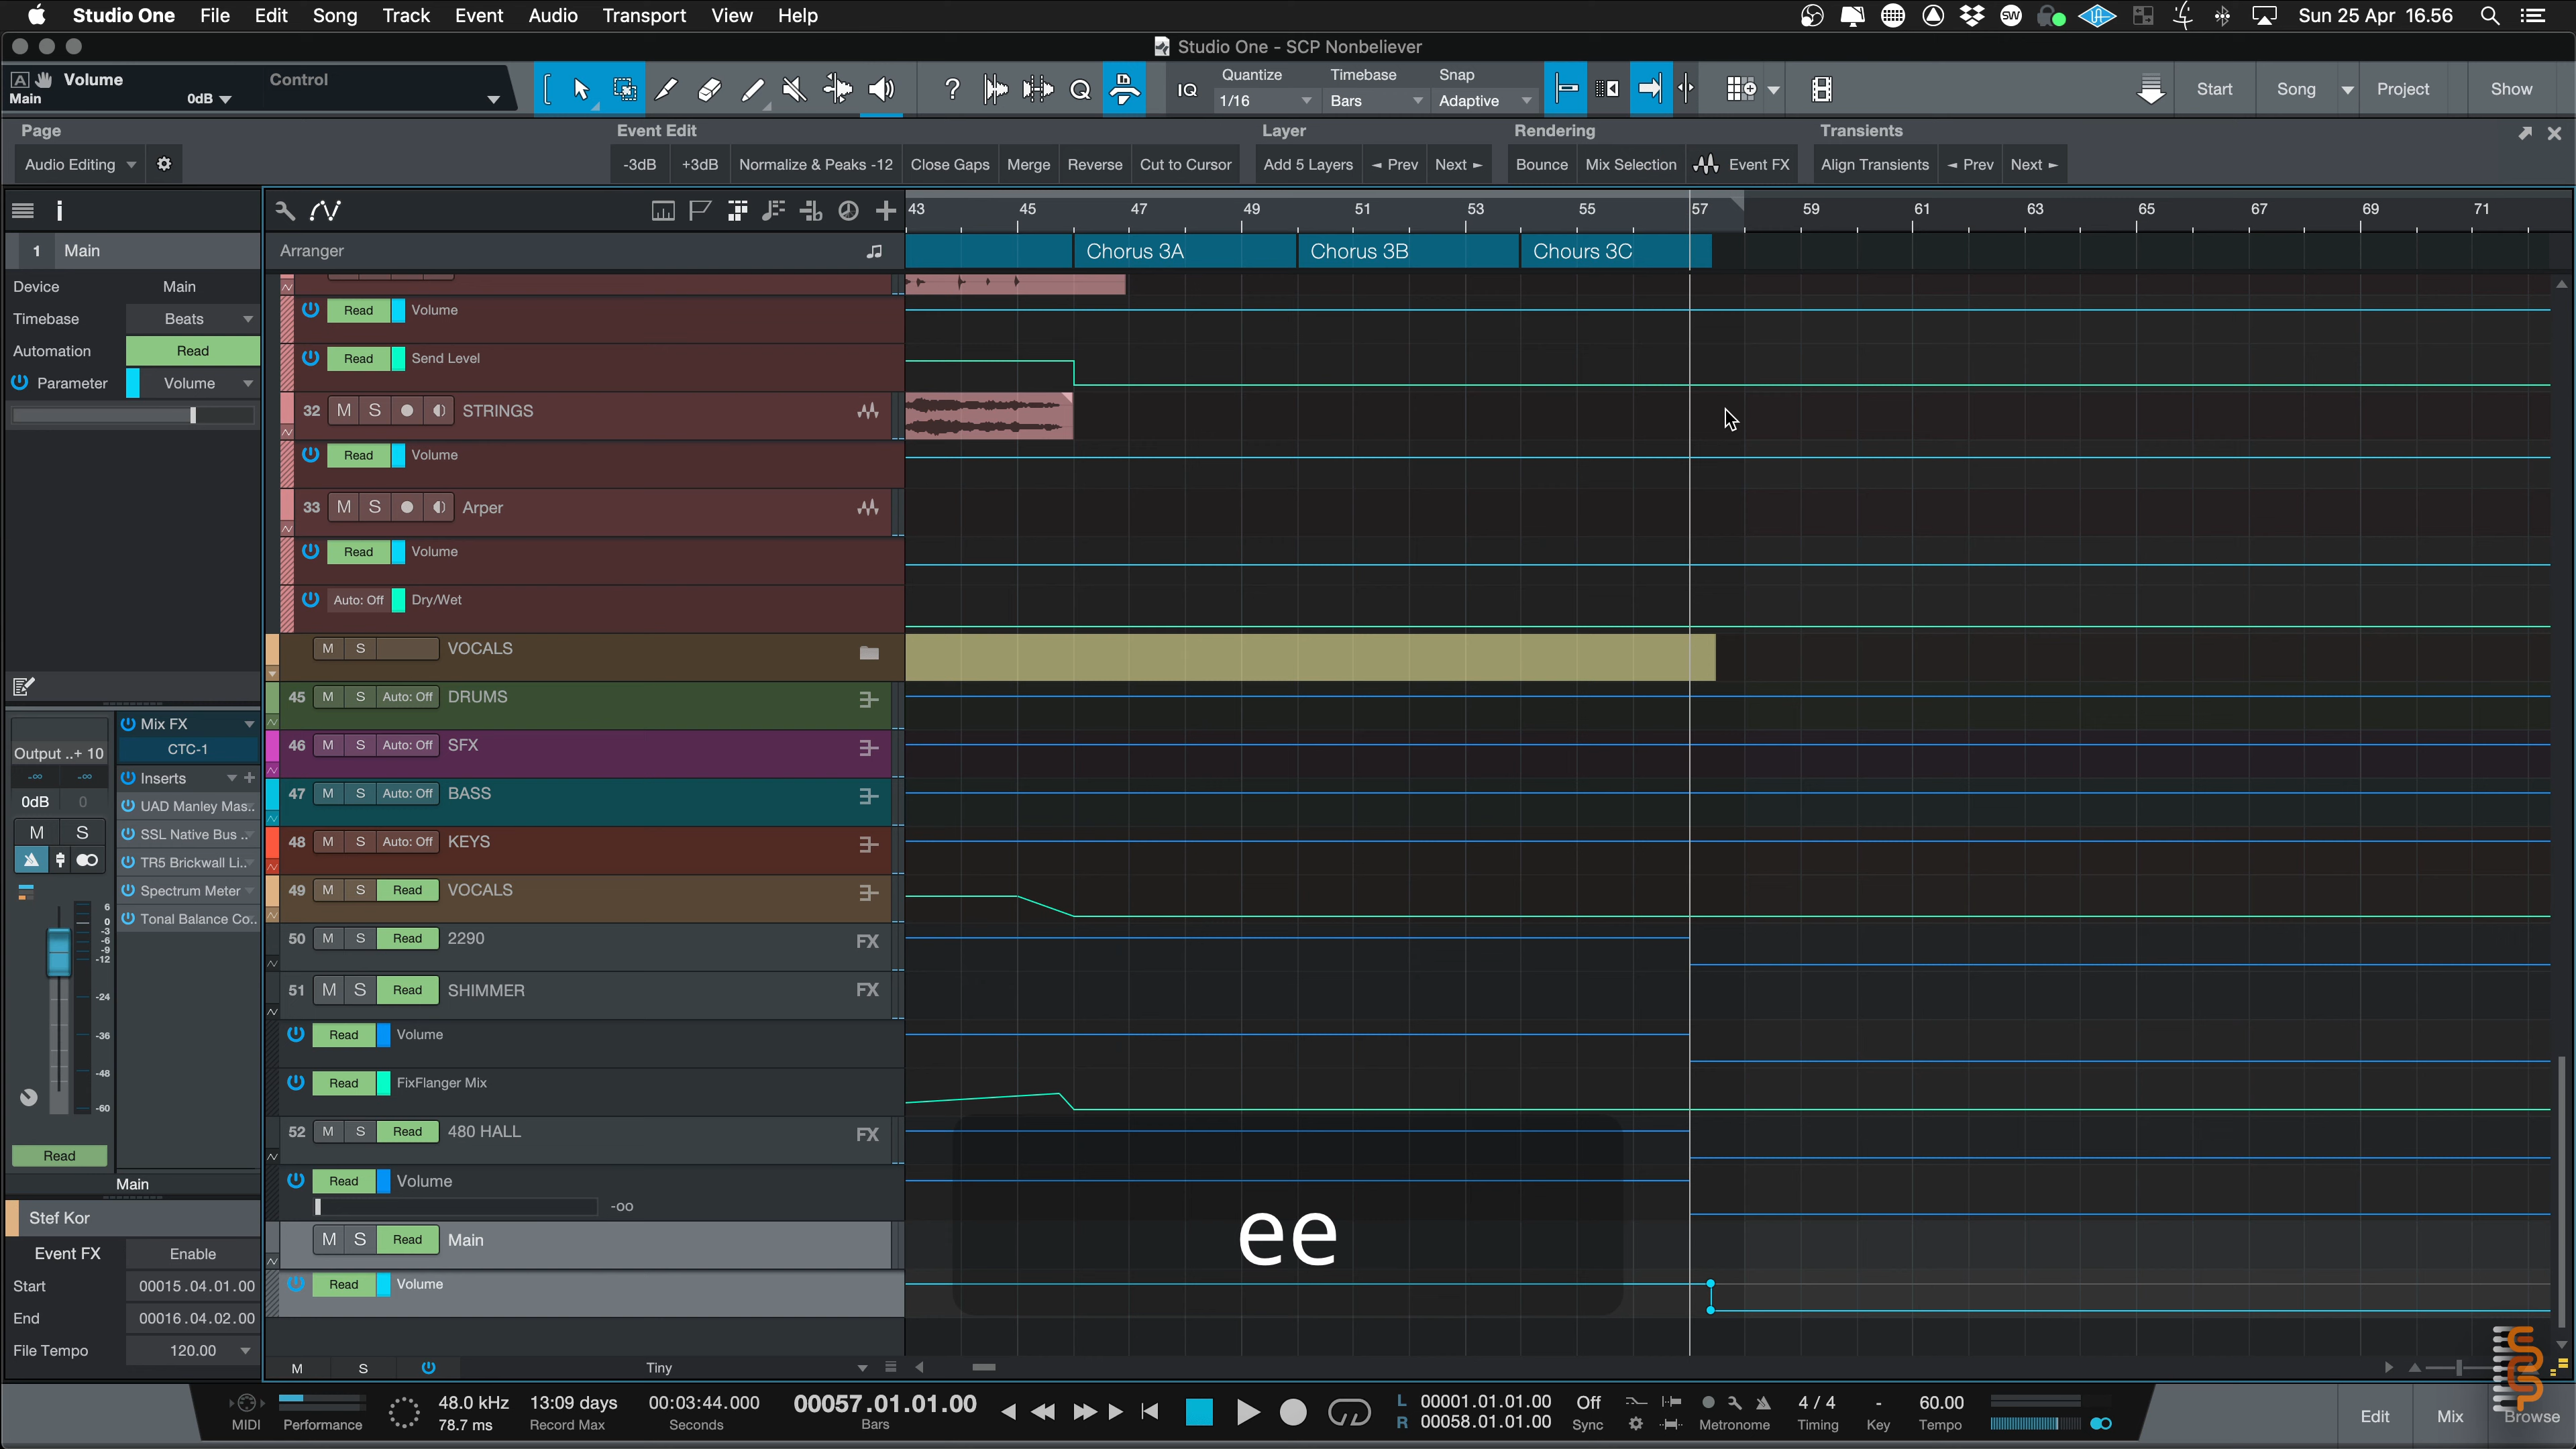 Studio One File Edit Song Track Event Audio Transport View Help
Sun 25 Apr 16.56
Studio One - SCP Nonbeliever
A Volume Control
Main 0dB
IQ Quantize Timebase Snap
1/16 Bars Adaptive
Start Song Project Show
Page Event Edit Layer Rendering Transients
Audio Editing -3dB +3dB Normalize & Peaks -12 Close Gaps Merge Reverse Cut to Cursor Add 5 Layers Prev Next Bounce Mix Selection Event FX Align Transients Prev Next
43 45 47 49 51 53 55 57 59 61 63 65 67 69 71
1 Main
Arranger Chorus 3A Chorus 3B Chours 3C
Device Main
Timebase Beats
Automation Read
Parameter Volume
Read Volume
Read Send Level
32 M S STRINGS
Read Volume
33 M S Arper
Read Volume
Auto: Off Dry/Wet
M S VOCALS
45 M S Auto: Off DRUMS
46 M S Auto: Off SFX
47 M S Auto: Off BASS
48 M S Auto: Off KEYS
49 M S Read VOCALS
50 M S Read 2290 FX
51 M S Read SHIMMER FX
Read Volume
Read FixFlanger Mix
52 M S Read 480 HALL FX
Read Volume
-oo
M S Read Main
Read Volume
ee
Mix FX
Output ..+ 10 CTC-1
-∞ -∞ Inserts
0dB 0 UAD Manley Mas..
M S SSL Native Bus ..
TR5 Brickwall Li..
Spectrum Meter
Tonal Balance Co..
6
0
-3
-6
-9
-12
-24
-36
-48
-60
Read
Main
Stef Kor
Event FX Enable
Start 00015.04.01.00
End 00016.04.02.00
File Tempo 120.00
M S Tiny
MIDI Performance
48.0 kHz
78.7 ms
13:09 days
Record Max
00:03:44.000
Seconds
00057.01.01.00
Bars
L 00001.01.01.00
R 00058.01.01.00
Off
Sync
Metronome
4 / 4
Timing
-
Key
60.00
Tempo
Edit Mix Browse
SCP